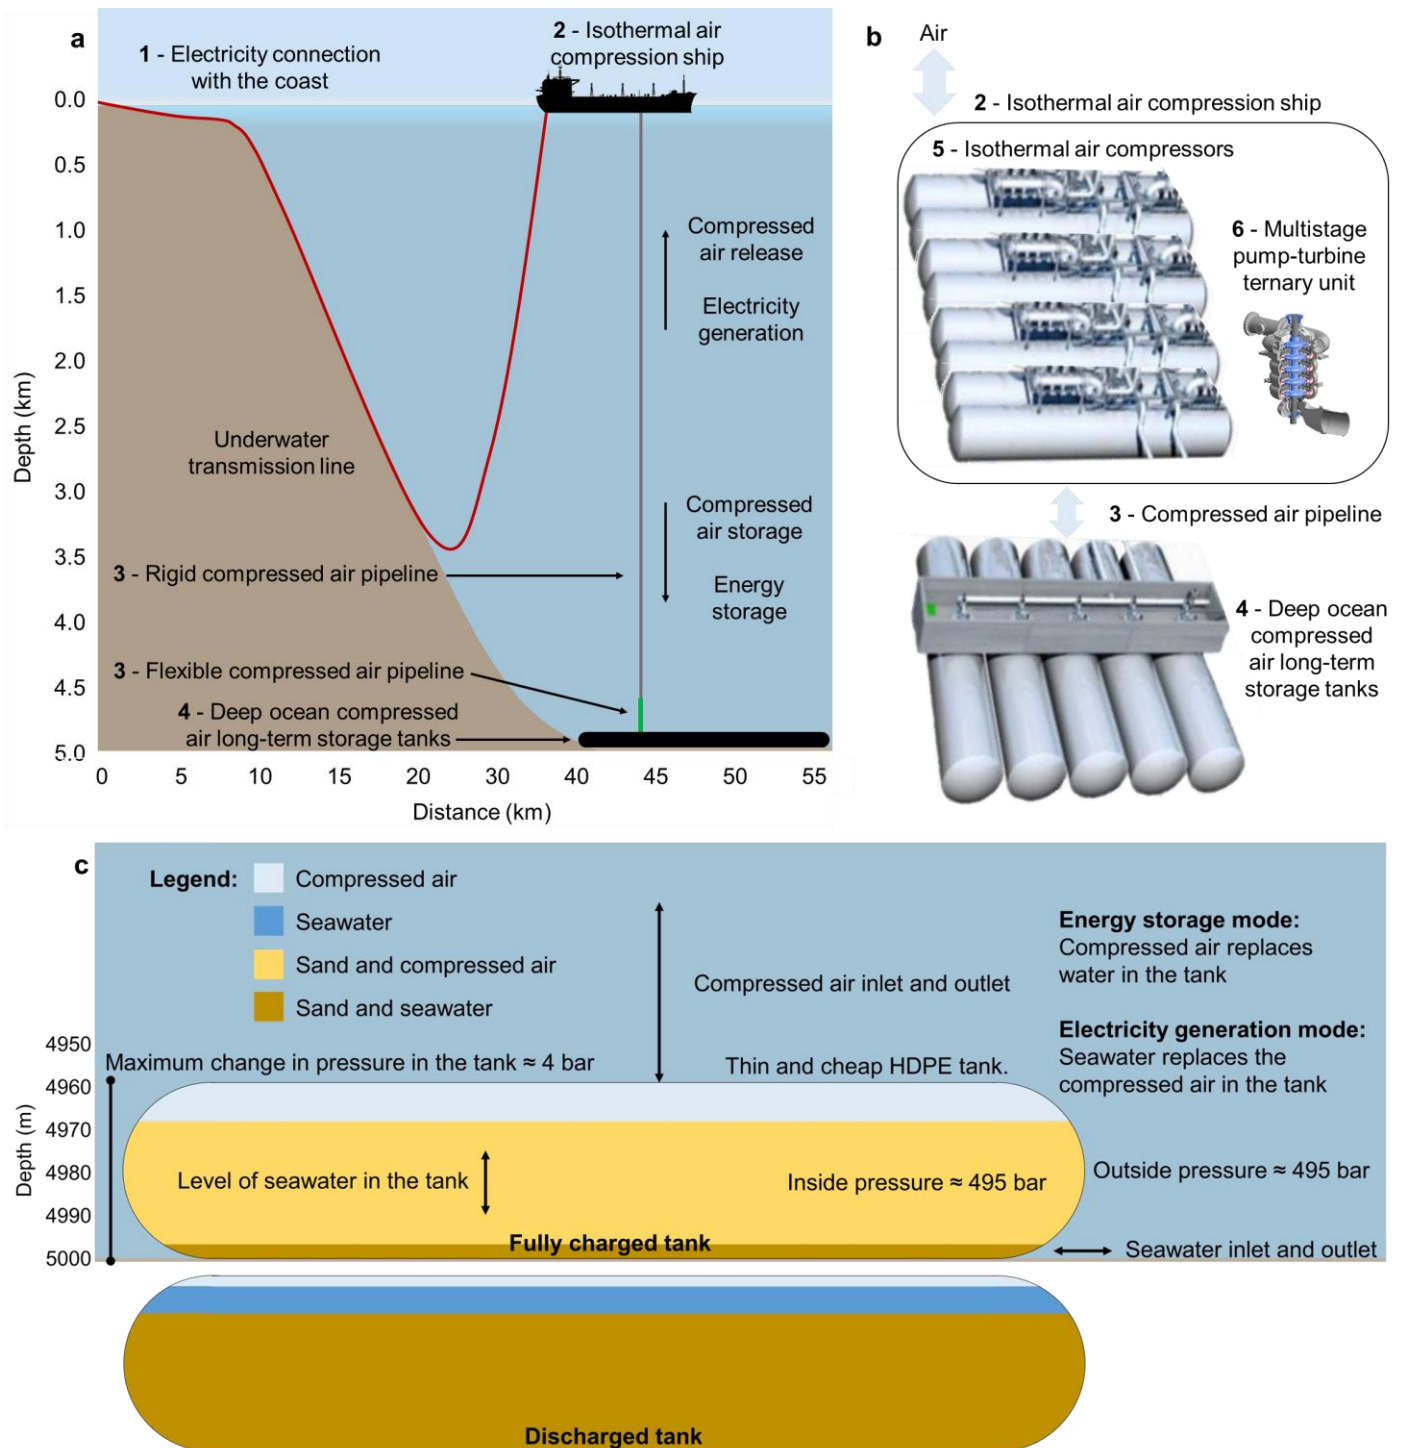 a
1 - Electricity connection
with the coast
2 - Isothermal air
compression ship
0.0
0.5
1.0
1.5
2.0
2.5
3.0
3.5
4.0
4.5
5.0
Depth (km)
Compressed
air release
Electricity
generation
Underwater
transmission line
Compressed
air storage
Energy
storage
3 - Rigid compressed air pipeline
3 - Flexible compressed air pipeline
4 - Deep ocean compressed
air long-term storage tanks
0 5 10 15 20 30 40 45 50 55
Distance (km)
b
Air
2 - Isothermal air compression ship
5 - Isothermal air compressors
6 - Multistage
pump-turbine
ternary unit
3 - Compressed air pipeline
4 - Deep ocean
compressed
air long-term
storage tanks
c
Legend:
Compressed air
Seawater
Sand and compressed air
Sand and seawater
Compressed air inlet and outlet
Energy storage mode:
Compressed air replaces
water in the tank
Electricity generation mode:
Seawater replaces the
compressed air in the tank
4950
4960
4970
4980
4990
5000
Depth (m)
Maximum change in pressure in the tank ≈ 4 bar
Thin and cheap HDPE tank.
Level of seawater in the tank
Inside pressure ≈ 495 bar
Outside pressure ≈ 495 bar
Fully charged tank
Seawater inlet and outlet
Discharged tank